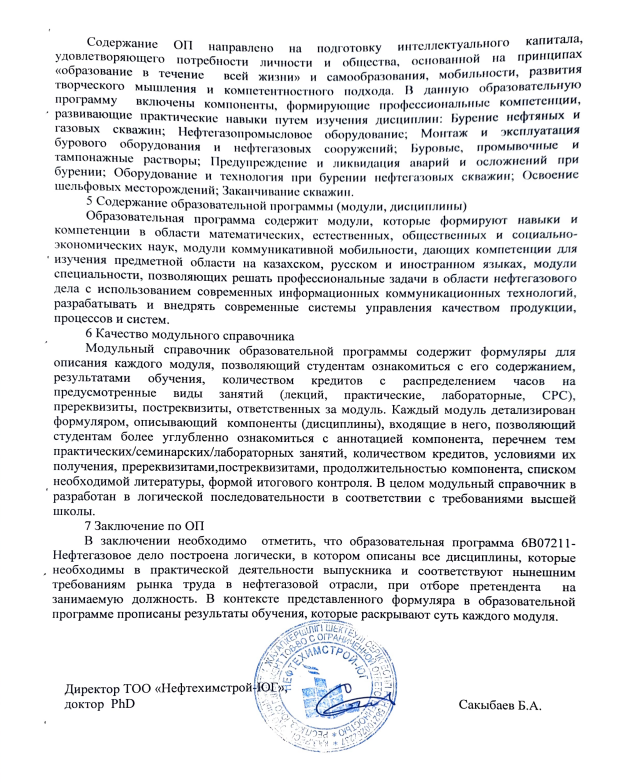 Содержание ОП направлено на подготовку интеллектуального капитала,
удовлетворяющего потребности личности и общества, основанной на принципах
«образование в течение всей жизни» и самообразования, мобильности, развития
творческого мышления и компетентностного подхода. В данную образовательную
программу включены компоненты, формирующие профессиональные компетенции,
развивающие практические навыки путем изучения дисциплин: Бурение нефтяных и
газовых скважин; Нефтегазопромысловое оборудование; Монтаж и эксплуатация
бурового оборудования и нефтегазовых сооружений; Буровые, промывочные и
тампонажные растворы; Предупреждение и ликвидация аварий и осложнений при
бурении; Оборудование и технология при бурении нефтегазовых скважин; Освоение
шельфовых месторождений; Заканчивание скважин.
5 Содержание образовательной программы (модули, дисциплины)
Образовательная программа содержит модули, которые формируют навыки и
компетенции в области математических, естественных, общественных и социально-
экономических наук, модули коммуникативной мобильности, дающих компетенции для
изучения предметной области на казахском, русском и иностранном языках, модули
специальности, позволяющих решать профессиональные задачи в области нефтегазового
дела с использованием современных информационных коммуникационных технологий,
разрабатывать и внедрять современные системы управления качеством продукции,
процессов и систем.
6 Качество модульного справочника
Модульный справочник образовательной программы содержит формуляры для
описания каждого модуля, позволяющий студентам ознакомиться с его содержанием,
результатами обучения, количеством кредитов с распределением часов на
предусмотренные виды занятий (лекций, практические, лабораторные, СРС),
пререквизиты, постреквизиты, ответственных за модуль. Каждый модуль детализирован
формуляром, описывающий компоненты (дисциплины), входящие в него, позволяющий
студентам более углубленно ознакомиться с аннотацией компонента, перечнем тем
практических/семинарских/лабораторных занятий, количеством кредитов, условиями их
получения, пререквизитами,постреквизитами, продолжительностью компонента, списком
необходимой литературы, формой итогового контроля. В целом модульный справочник в
разработан в логической последовательности в соответствии с требованиями высшей
школы.
7 Заключение по ОП
В заключении необходимо отметить, что образовательная программа 6В07211-
Нефтегазовое дело построена логически, в котором описаны все дисциплины, которые
необходимы в практической деятельности выпускника и соответствуют нынешним
требованиям рынка труда в нефтегазовой отрасли, при отборе претендента на
занимаемую должность. В контексте представленного формуляра в образовательной
программе прописаны результаты обучения, которые раскрывают суть каждого модуля.
НЕФТЕХИМСТРОЙ-ЮГ
Директор ТОО «Нефтехимстрой-ЮГ»,
доктор PhD Сакыбаев Б.А.